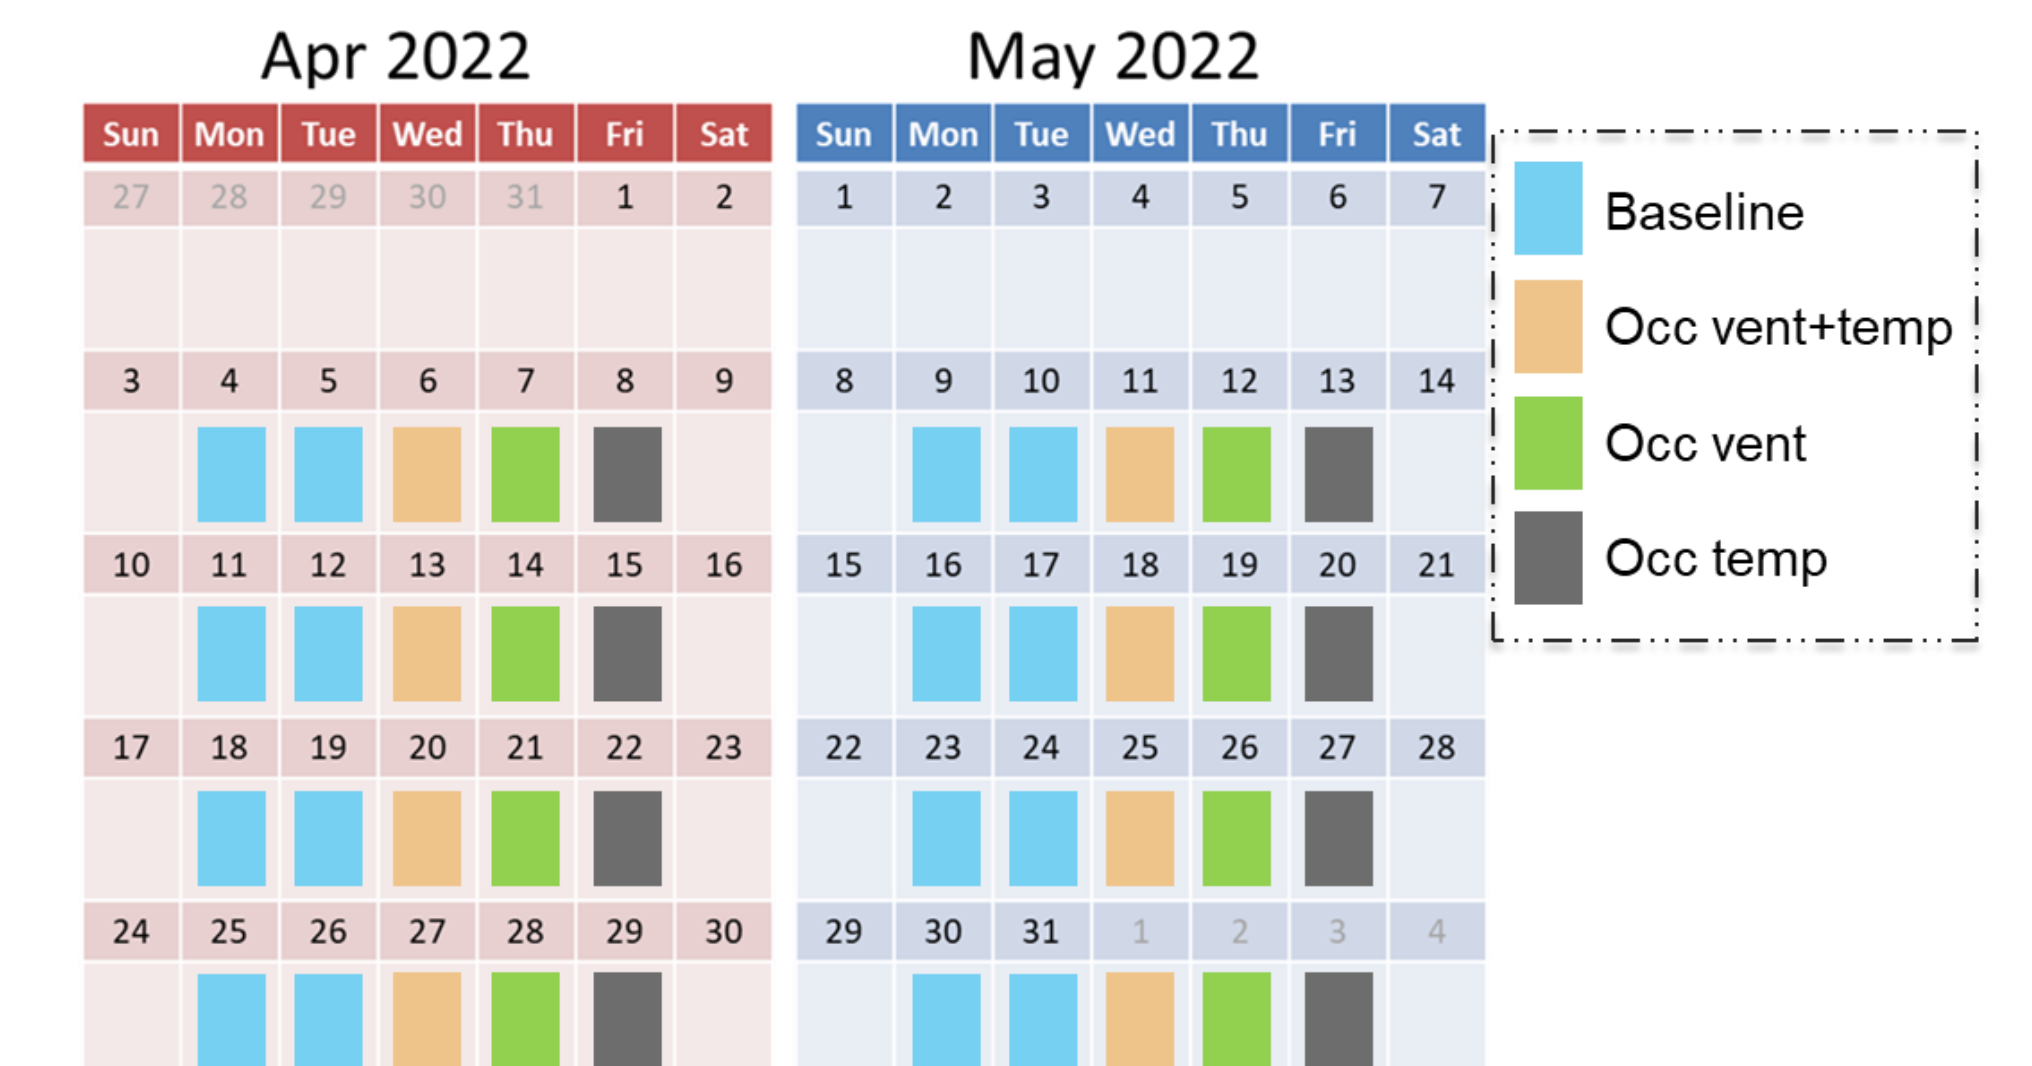 Apr 2022
Sun Mon Tue Wed Thu Fri Sat
27 28 29 30 31 1 2
3 4 5 6 7 8 9
10 11 12 13 14 15 16
17 18 19 20 21 22 23
24 25 26 27 28 29 30
May 2022
Sun Mon Tue Wed Thu Fri Sat
1 2 3 4 5 6 7
8 9 10 11 12 13 14
15 16 17 18 19 20 21
22 23 24 25 26 27 28
29 30 31 1 2 3 4
Baseline
Occ vent+temp
Occ vent
Occ temp